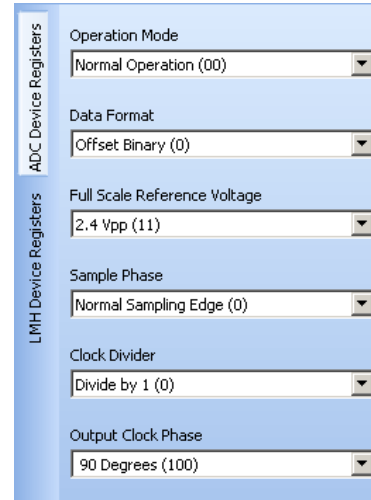 ADC Device Registers
LMH Device Registers
Operation Mode
Normal Operation (00)
Data Format
Offset Binary (0)
Full Scale Reference Voltage
2.4 Vpp (11)
Sample Phase
Normal Sampling Edge (0)
Clock Divider
Divide by 1 (0)
Output Clock Phase
90 Degrees (100)